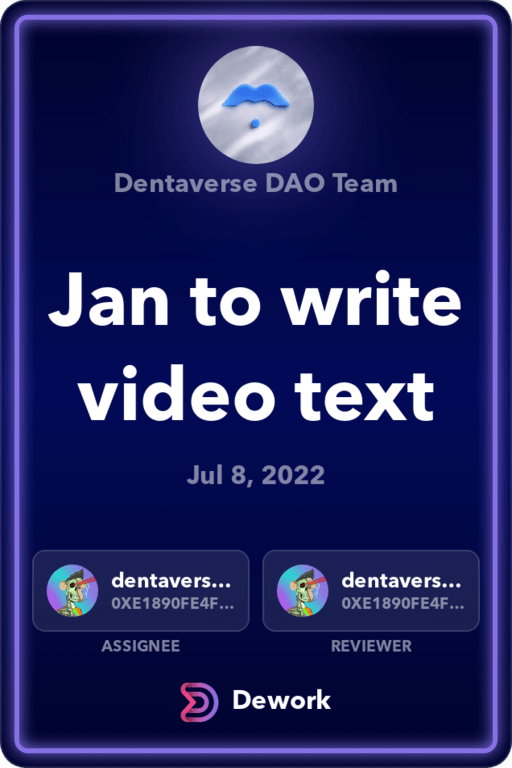 Dentaverse DAO Team
Jan to write
video text
Jul 8, 2022
dentavers...
0XE1890FE4F...
ASSIGNEE
dentavers...
0XE1890FE4F...
REVIEWER
Dework